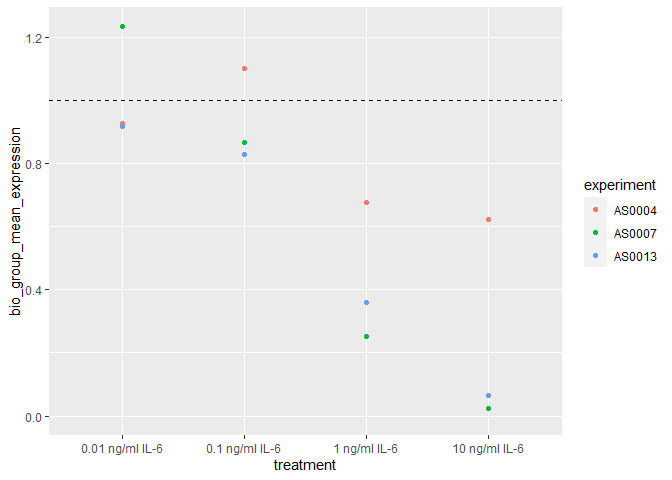 bio_group_mean_expression
1.2
0.8
0.4
0.0
0.01 ng/ml IL-6
0.1 ng/ml IL-6
1 ng/ml IL-6
10 ng/ml IL-6
treatment
experiment
AS0004
AS0007
AS0013